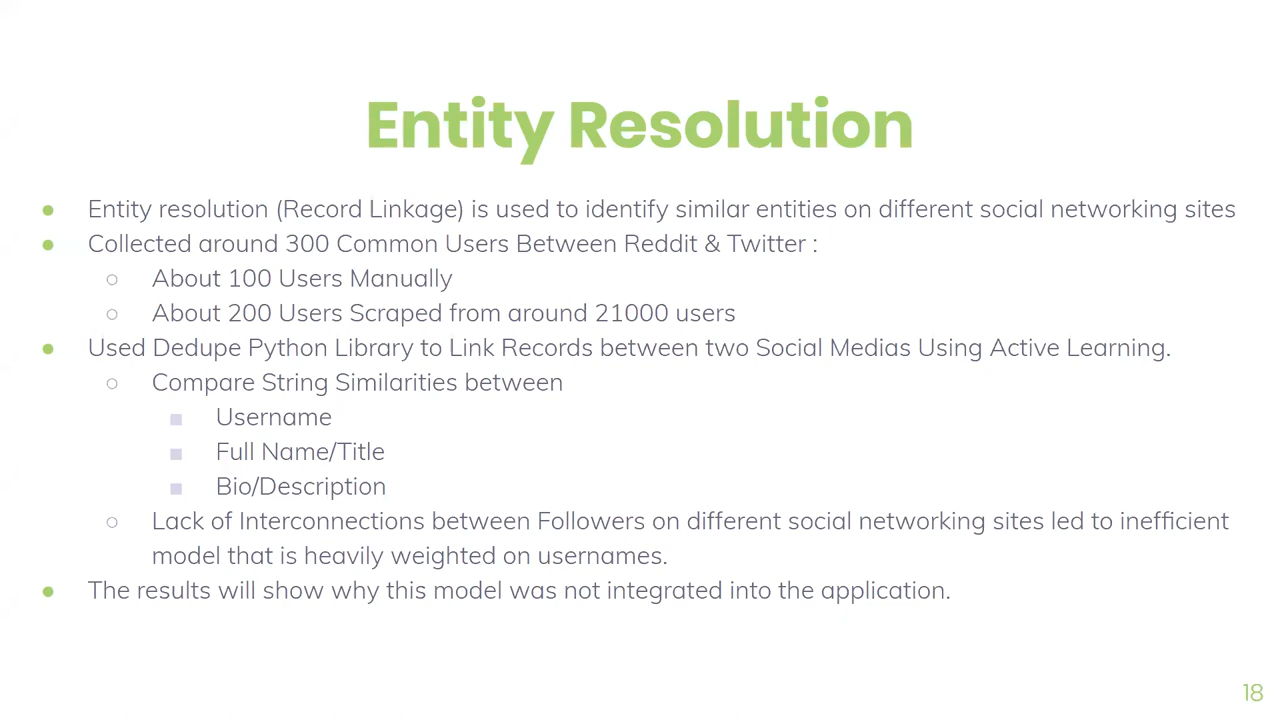 Entity Resolution
● Entity resolution (Record Linkage) is used to identify similar entities on different social networking sites
● Collected around 300 Common Users Between Reddit & Twitter :
○ About 100 Users Manually
○ About 200 Users Scraped from around 21000 users
● Used Dedupe Python Library to Link Records between two Social Medias Using Active Learning.
○ Compare String Similarities between
■ Username
■ Full Name/Title
■ Bio/Description
○ Lack of Interconnections between Followers on different social networking sites led to inefficient
model that is heavily weighted on usernames.
● The results will show why this model was not integrated into the application.
18